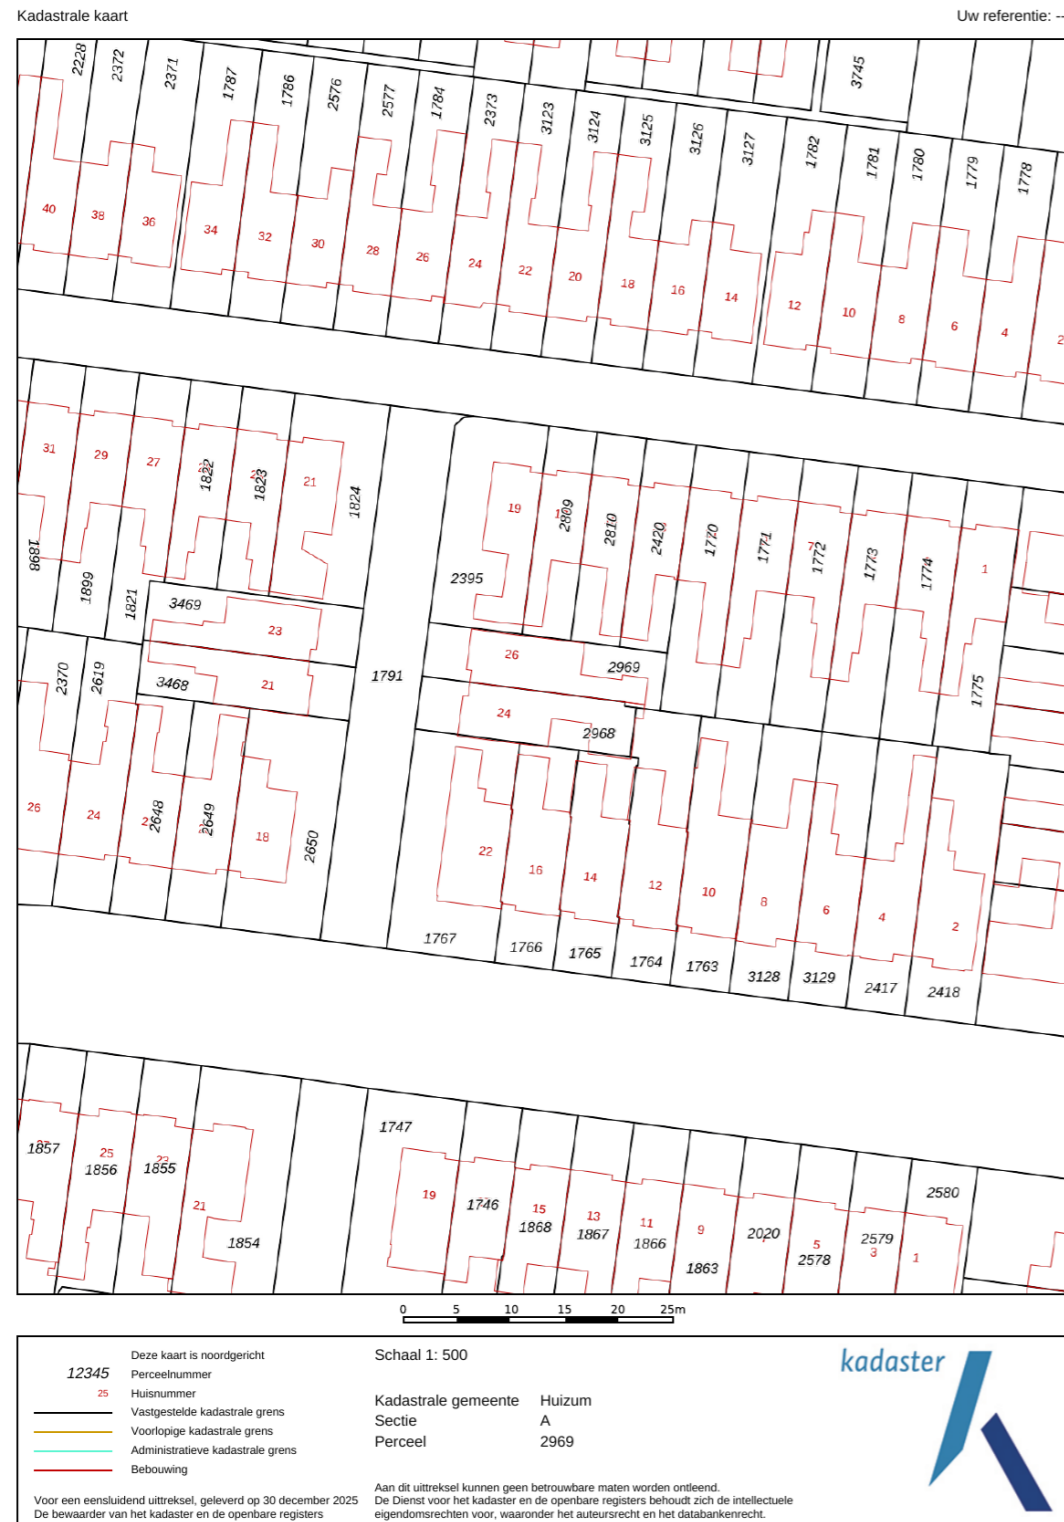 Kadastrale kaart
Uw referentie: --
2228 2372 2371 1787 1786 2576 2577 1784 2373 3123 3124 3125 3126 3127 1782 1781 1780 1779 1778 3745
40 38 36 34 32 30 28 26 24 22 20 18 16 14 12 10 8 6 4 2
31 29 27 1822 1823 21 1824
19 2809 2810 2420 1770 1771 1772 1773 1774 1
1898 1899 1821 3469 23 2395 26 2969
2370 2619 3468 21 1791 24 2968 1775
26 24 2648 2649 18 2650 22 16 14 12 10 8 6 4 2
1767 1766 1765 1764 1763 3128 3129 2417 2418
1857 25 1856 1855 21 1854
1747 19 1746 15 1868 13 1867 11 1866 9 1863 2020 5 2578 2579 3 2580 1
0 5 10 15 20 25m
Deze kaart is noordgericht
12345 Perceelnummer
25 Huisnummer
Vastgestelde kadastrale grens
Voorlopige kadastrale grens
Administratieve kadastrale grens
Bebouwing
Voor een eensluidend uittreksel, geleverd op 30 december 2025
De bewaarder van het kadaster en de openbare registers
Schaal 1: 500
Kadastrale gemeente Huizum
Sectie A
Perceel 2969
Aan dit uittreksel kunnen geen betrouwbare maten worden ontleend.
De Dienst voor het kadaster en de openbare registers behoudt zich de intellectuele
eigendomsrechten voor, waaronder het auteursrecht en het databankenrecht.
kadaster